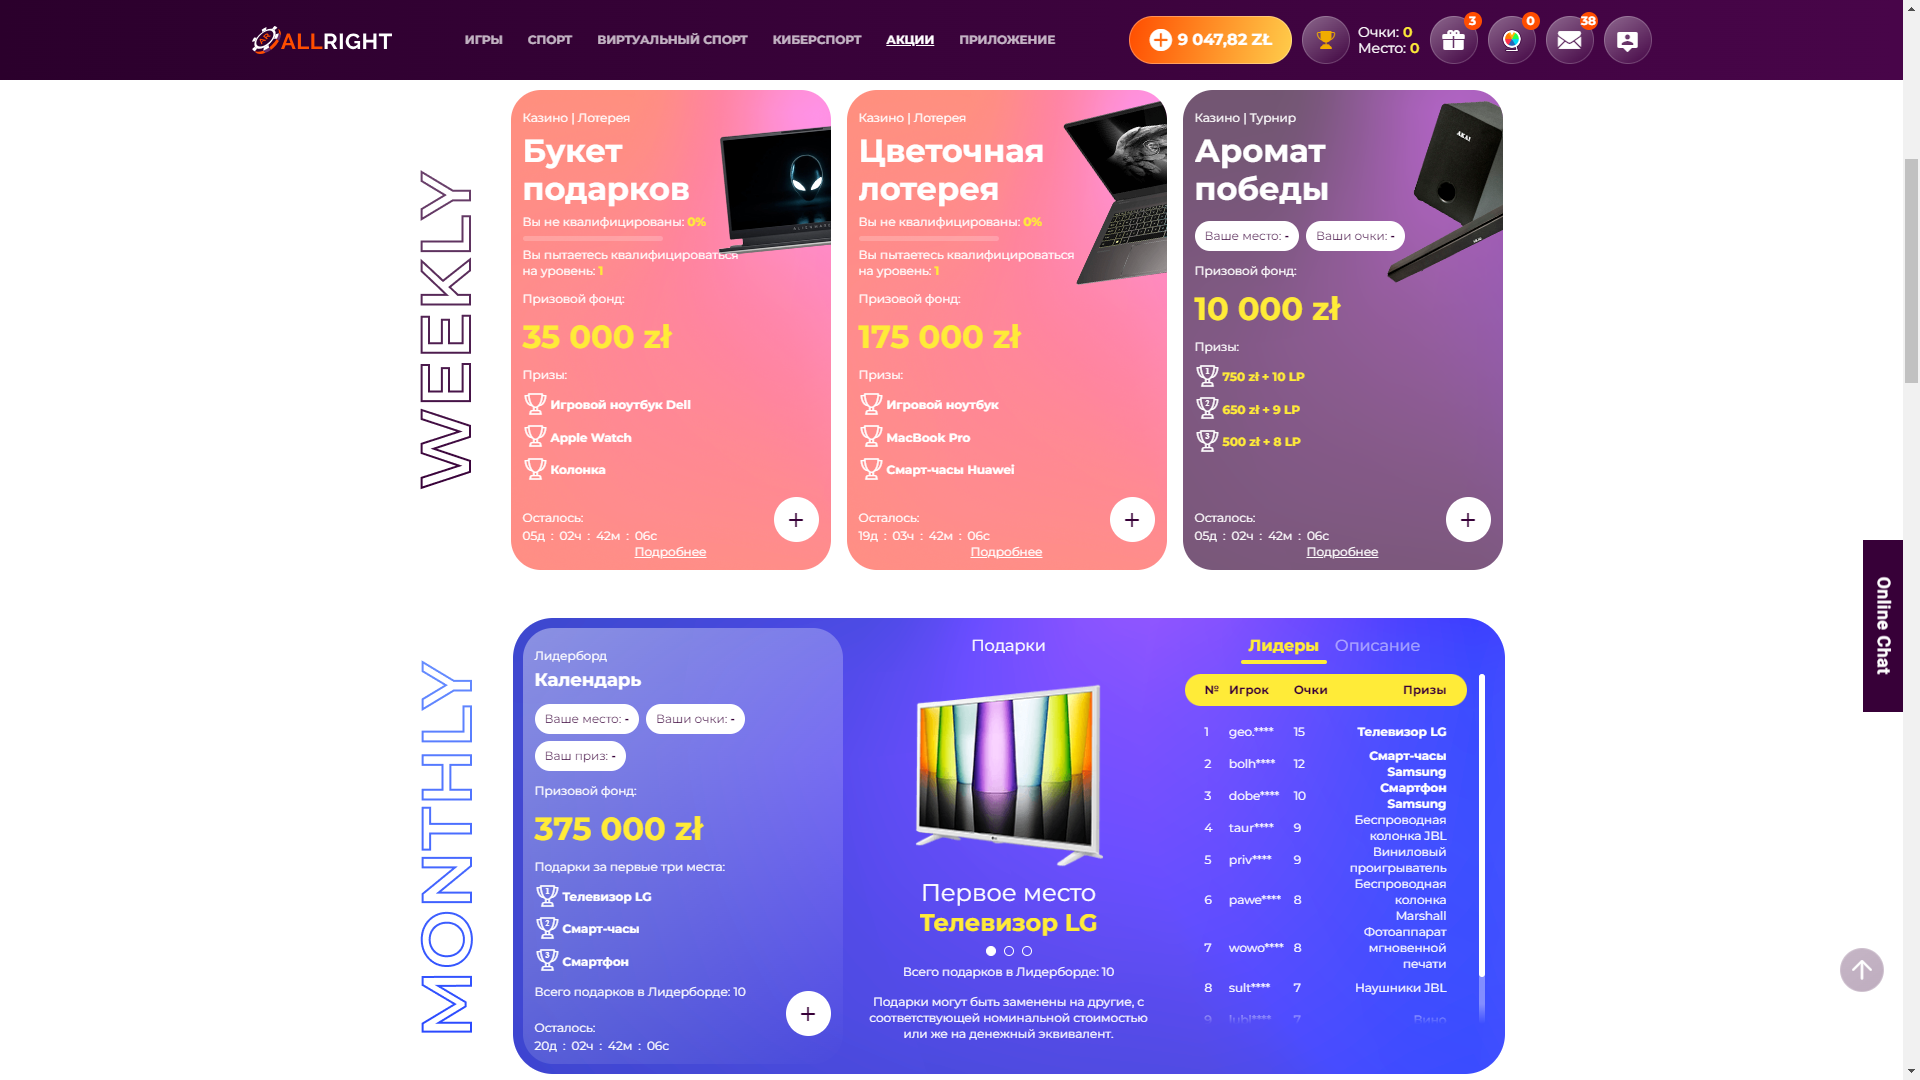 ALLRIGHT
ИГРЫ СПОРТ ВИРТУАЛЬНЫЙ СПОРТ КИБЕРСПОРТ АКЦИИ ПРИЛОЖЕНИЕ
9 047,82 ZŁ
Очки: 0
Место: 0
3
0
38
WEEKLY
Казино | Лотерея
Букет
подарков
Вы не квалифицированы: 0%
Вы пытаетесь квалифицироваться
на уровень: 1
Призовой фонд:
35 000 zł
Призы:
Игровой ноутбук Dell
Apple Watch
Колонка
Осталось:
05д : 02ч : 42м : 06с
Подробнее
ALIENWARE
Казино | Лотерея
Цветочная
лотерея
Вы не квалифицированы: 0%
Вы пытаетесь квалифицироваться
на уровень: 1
Призовой фонд:
175 000 zł
Призы:
Игровой ноутбук
MacBook Pro
Смарт-часы Huawei
Осталось:
19д : 03ч : 42м : 06с
Подробнее
Казино | Турнир
Аромат
победы
AKAI
Ваше место: -
Ваши очки: -
Призовой фонд:
10 000 zł
Призы:
1 750 zł + 10 LP
2 650 zł + 9 LP
3 500 zł + 8 LP
Осталось:
05д : 02ч : 42м : 06с
Подробнее
Online Chat
MONTHLY
Лидерборд
Календарь
Ваше место: -
Ваши очки: -
Ваш приз: -
Призовой фонд:
375 000 zł
Подарки за первые три места:
1 Телевизор LG
2 Смарт-часы
3 Смартфон
Всего подарков в Лидерборде: 10
Осталось:
20д : 02ч : 42м : 06с
Подарки
Первое место
Телевизор LG
Всего подарков в Лидерборде: 10
Подарки могут быть заменены на другие, с
соответствующей номинальной стоимостью
или же на денежный эквивалент.
Лидеры Описание
№ Игрок Очки Призы
1 geo.**** 15 Телевизор LG
2 bolh**** 12 Смарт-часы
Samsung
3 dobe**** 10 Смартфон
Samsung
4 taur**** 9 Беспроводная
колонка JBL
5 priv**** 9 Виниловый
проигрыватель
6 pawe**** 8 Беспроводная
колонка
Marshall
7 wowo**** 8 Фотоаппарат
мгновенной
печати
8 sult**** 7 Наушники JBL
9 lubl**** 7 Вино